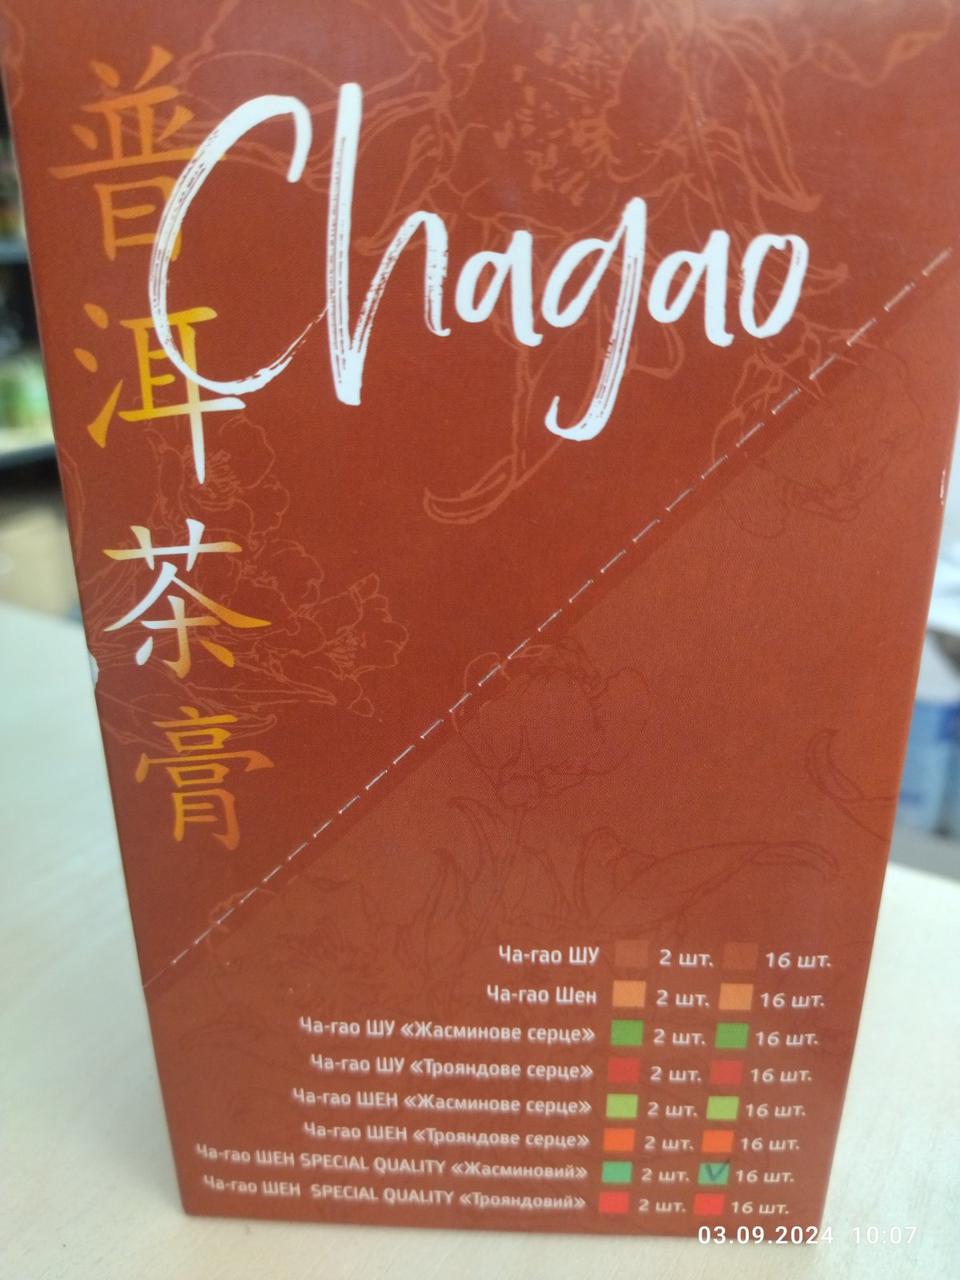 普洱茶膏
Chagao
Ча-гао ШУ 2 шт. 16 шт.
Ча-гао Шен 2 шт. 16 шт.
Ча-гао ШУ «Жасминове серце» 2 шт. 16 шт.
Ча-гао ШУ «Трояндове серце» 2 шт. 16 шт.
Ча-гао ШЕН «Жасминове серце» 2 шт. 16 шт.
Ча-гао ШЕН «Трояндове серце» 2 шт. 16 шт.
Ча-гао ШЕН SPECIAL QUALITY «Жасминовий» 2 шт. 16 шт.
Ча-гао ШЕН SPECIAL QUALITY «Трояндовий» 2 шт. 16 шт.
03.09.2024 10:07